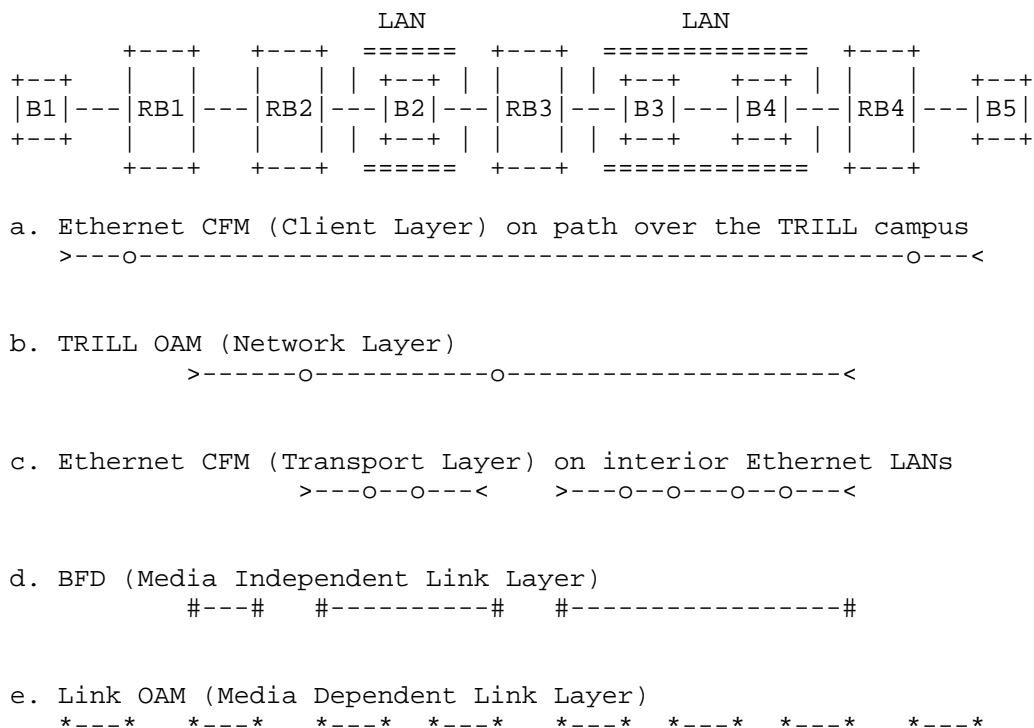 LAN                       LAN
         +---+    +---+   ======   +---+   =============   +---+
+--+     |   |    |   |  | +--+ |  |   |  | +--+    +--+ |  |   |    +--+
|B1|---|RB1|---|RB2|---|B2|---|RB3|---|B3|---|B4|---|RB4|---|B5|
+--+     |   |    |   |  | +--+ |  |   |  | +--+    +--+ |  |   |    +--+
         +---+    +---+   ======   +---+   =============   +---+
a. Ethernet CFM (Client Layer) on path over the TRILL campus
    >---o------------------------------------------------o---<
b. TRILL OAM (Network Layer)
            >------o-----------o---------------------<
c. Ethernet CFM (Transport Layer) on interior Ethernet LANs
                   >---o--o---<    >---o--o---o--o---<
d. BFD (Media Independent Link Layer)
            #---#   #----------#   #-----------------#
e. Link OAM (Media Dependent Link Layer)
    *---*   *---*   *---*  *---*   *---*  *---*  *---*   *---*